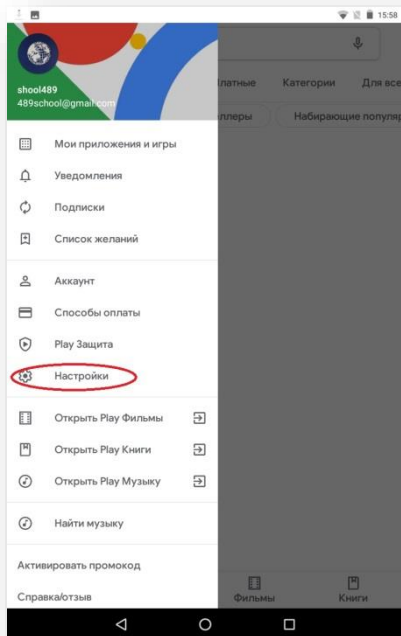 15:58
shool489
489school@gmail.com
латные Категории Для все
ллеры Набирающие популяр
Мои приложения и игры
Уведомления
Подписки
Список желаний
Аккаунт
Способы оплаты
Play Защита
Настройки
Открыть Play Фильмы
Открыть Play Книги
Открыть Play Музыку
Найти музыку
Активировать промокод
Справка/отзыв
Фильмы Книги